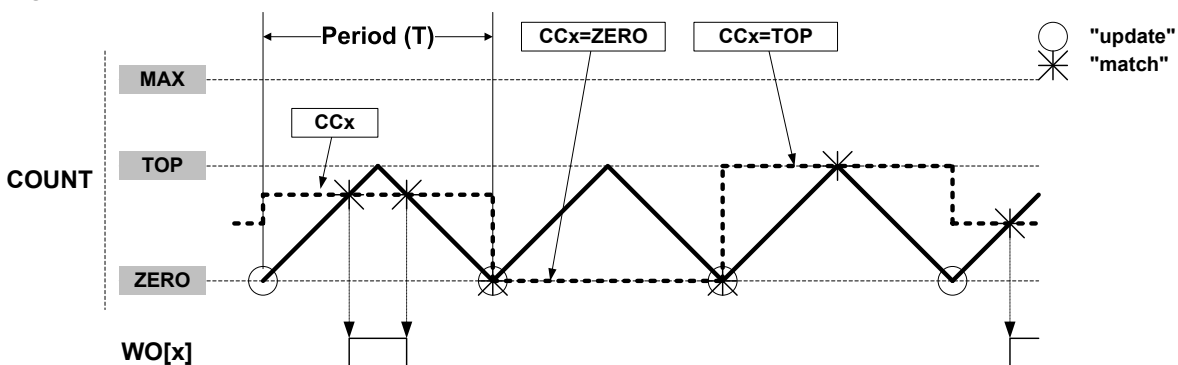 Period (T)
CCx=ZERO
CCx=TOP
"update"
"match"
MAX
CCx
TOP
COUNT
ZERO
WO[x]